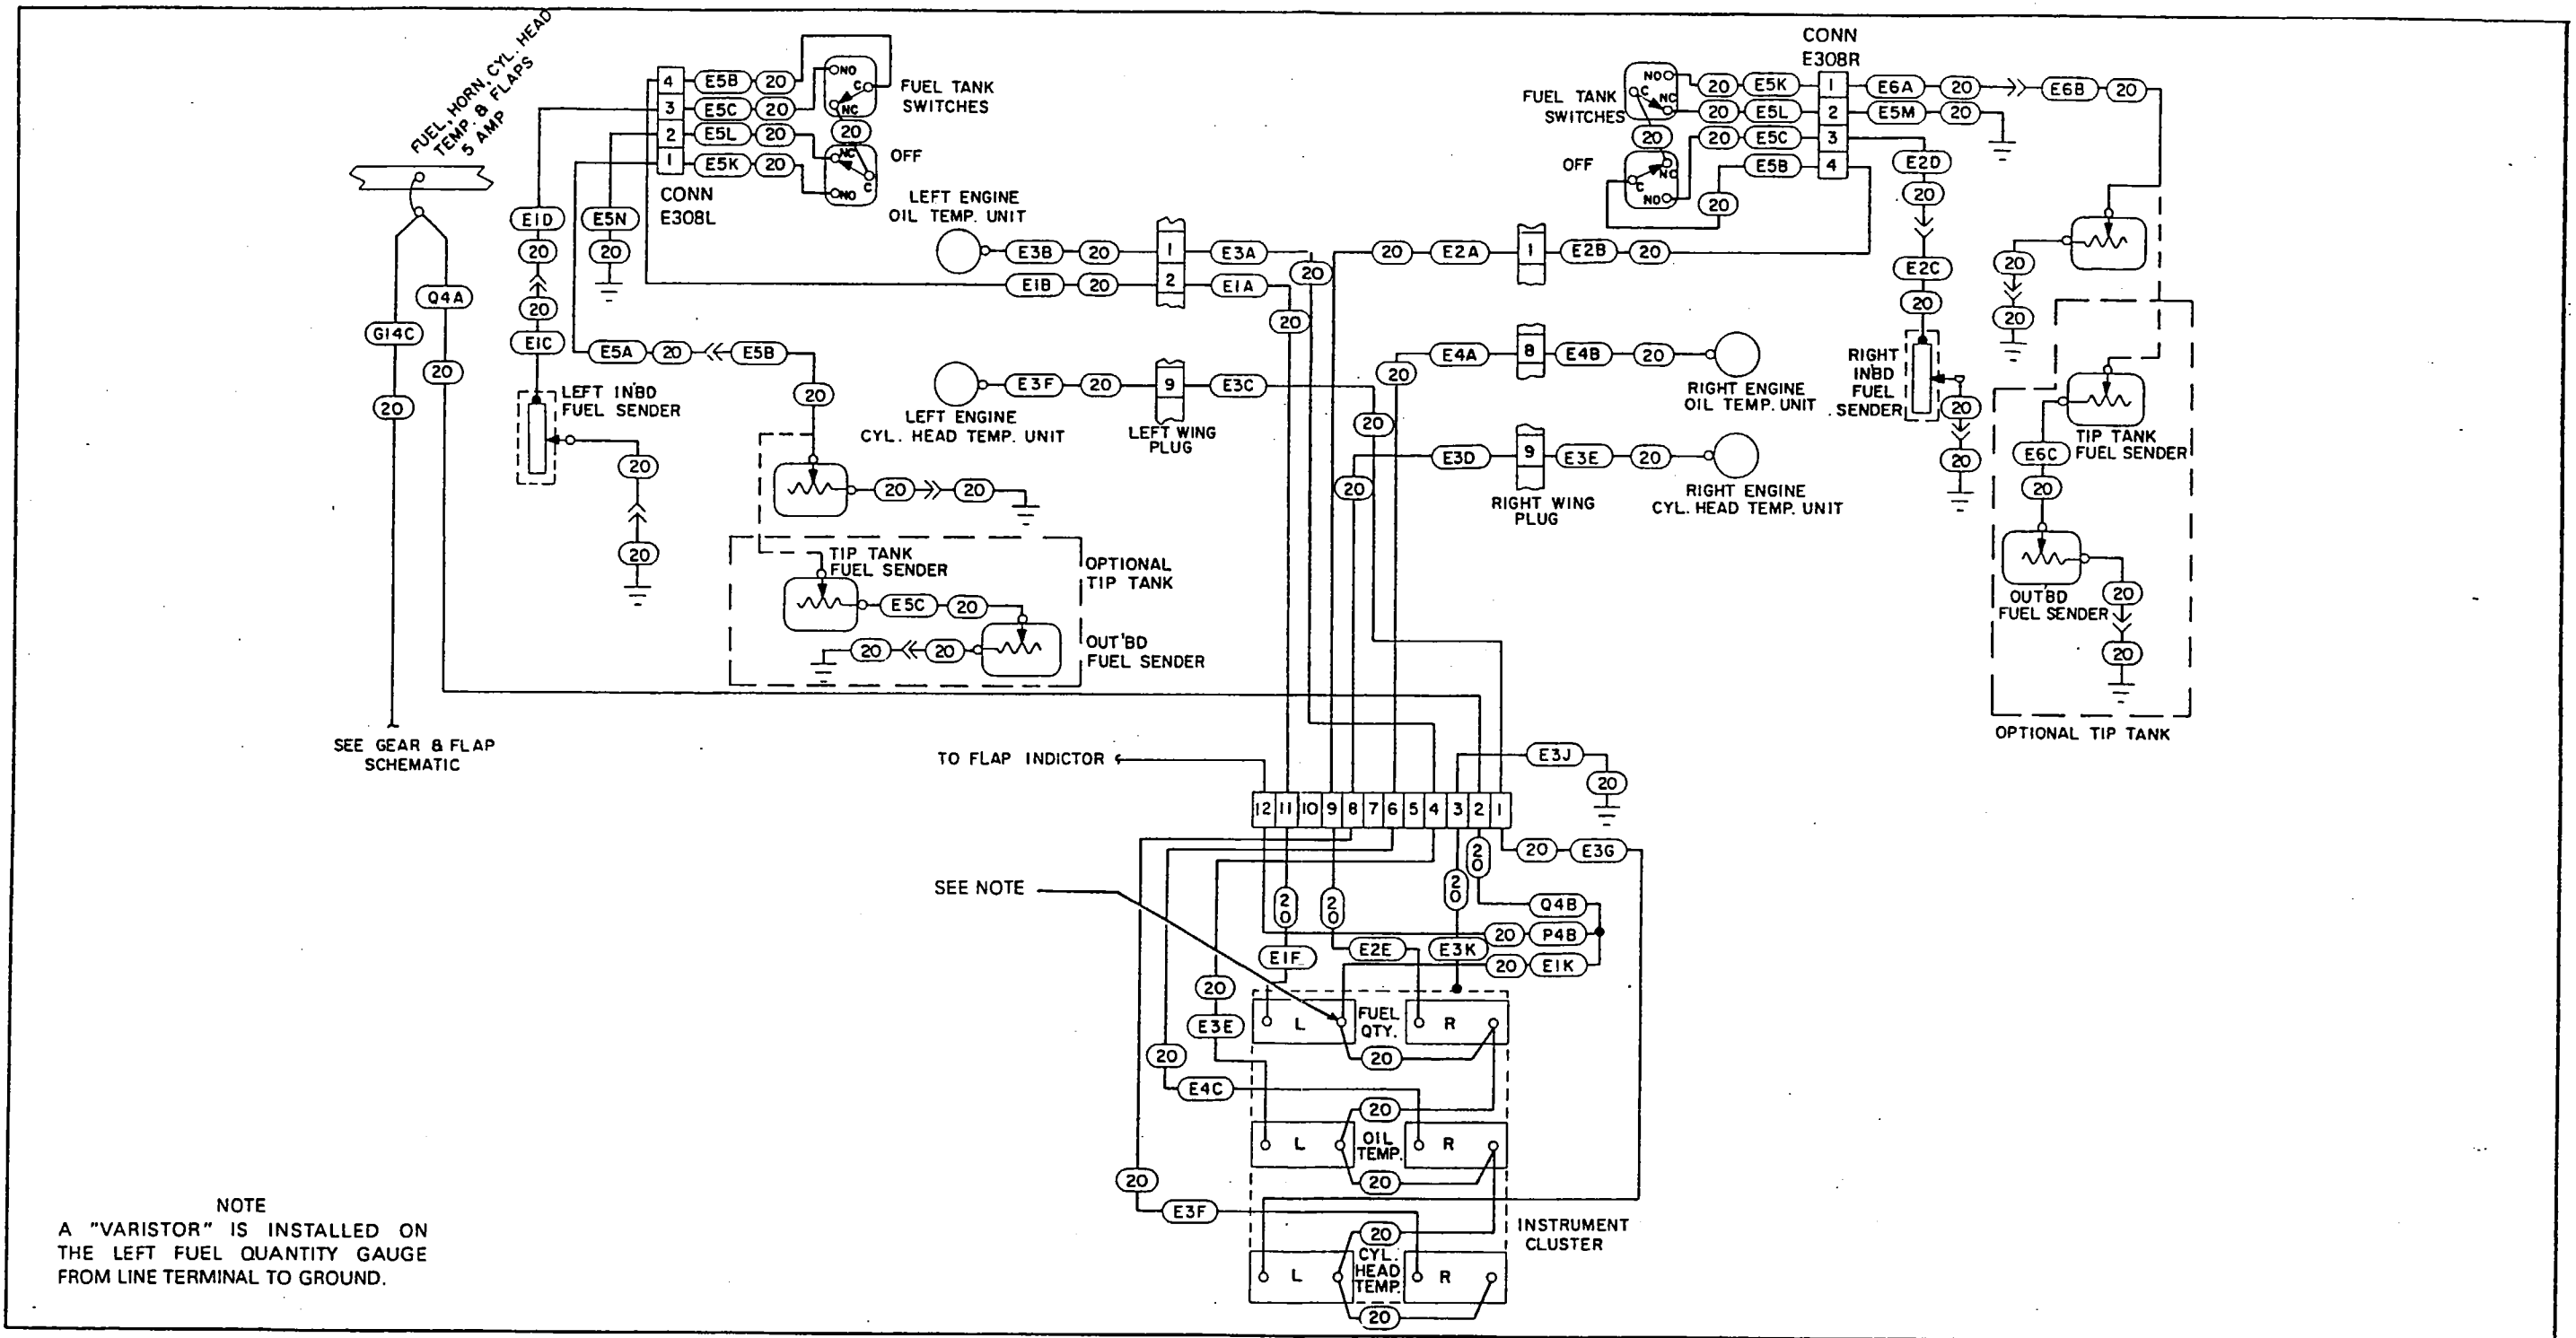 FUEL, HORN, CYL. HEAD
TEMP. & FLAPS
5 AMP
Q4A
G14C
20
20
SEE GEAR & FLAP
SCHEMATIC
E1D
20
20
E1C
E5N
20
LEFT IN'BD
FUEL SENDER
20
20
4
3
2
1
E5B 20
E5C 20
E5L 20
E5K 20
CONN
E308L
NO
C
NC
20
NC
C
NO
FUEL TANK
SWITCHES
OFF
E5A 20 E5B
20
20 20
TIP TANK
FUEL SENDER
E5C 20
20 20
OUT'BD
FUEL SENDER
OPTIONAL
TIP TANK
LEFT ENGINE
OIL TEMP. UNIT
E3B 20 1 E3A
20
E1B 20 2 E1A
20
E3F 20 9 E3C
20
LEFT ENGINE
CYL. HEAD TEMP. UNIT
LEFT WING
PLUG
CONN
E308R
FUEL TANK
SWITCHES
OFF
NO
C
NC
20
NC
C
NO
20 E5K 1 E6A 20 E6B 20
20 E5L 2 E5M 20
20 E5C 3
E5B 4
20
E2D
20
E2C
20
20 E2A 1 E2B 20
E4A 8 E4B 20
20
RIGHT ENGINE
OIL TEMP. UNIT
E3D 9 E3E 20
20
RIGHT WING
PLUG
RIGHT ENGINE
CYL. HEAD TEMP. UNIT
RIGHT
INBD
FUEL
SENDER
20
20
20
20
TIP TANK
FUEL SENDER
E6C
20
OUT'BD
FUEL SENDER
20
20
OPTIONAL TIP TANK
TO FLAP INDICTOR
E3J
20
12 11 10 9 8 7 6 5 4 3 2 1
20 E3G
20
20
20
20
SEE NOTE
Q4B
20 P4B
20 E1K
E1F
E2E
E3K
20
E3E
L
FUEL
QTY.
R
20
20
E4C
20
L
OIL
TEMP.
R
20
20
E3F
20
L
CYL.
HEAD
TEMP.
R
20
INSTRUMENT
CLUSTER
NOTE
A "VARISTOR" IS INSTALLED ON
THE LEFT FUEL QUANTITY GAUGE
FROM LINE TERMINAL TO GROUND.